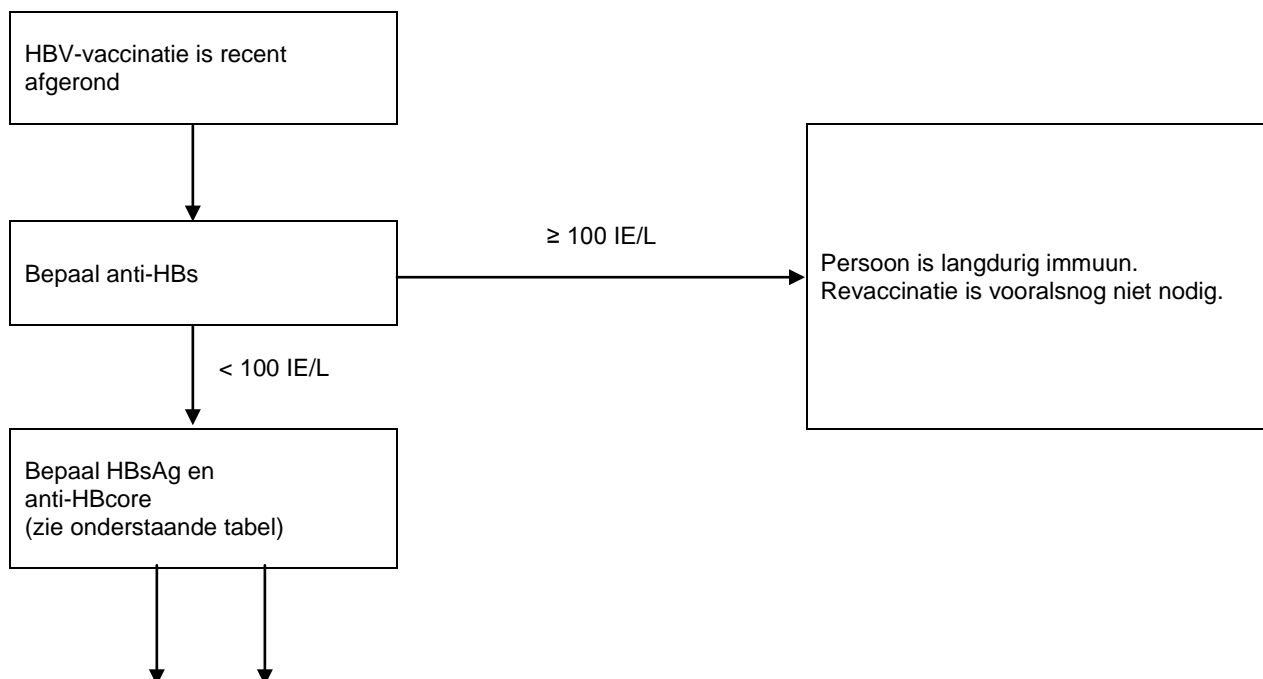 HBV-vaccinatie is recent
afgerond
≥ 100 IE/L
Bepaal anti-HBs
Persoon is langdurig immuun.
Revaccinatie is vooralsnog niet nodig.
< 100 IE/L
Bepaal HBsAg en
anti-HBcore
(zie onderstaande tabel)